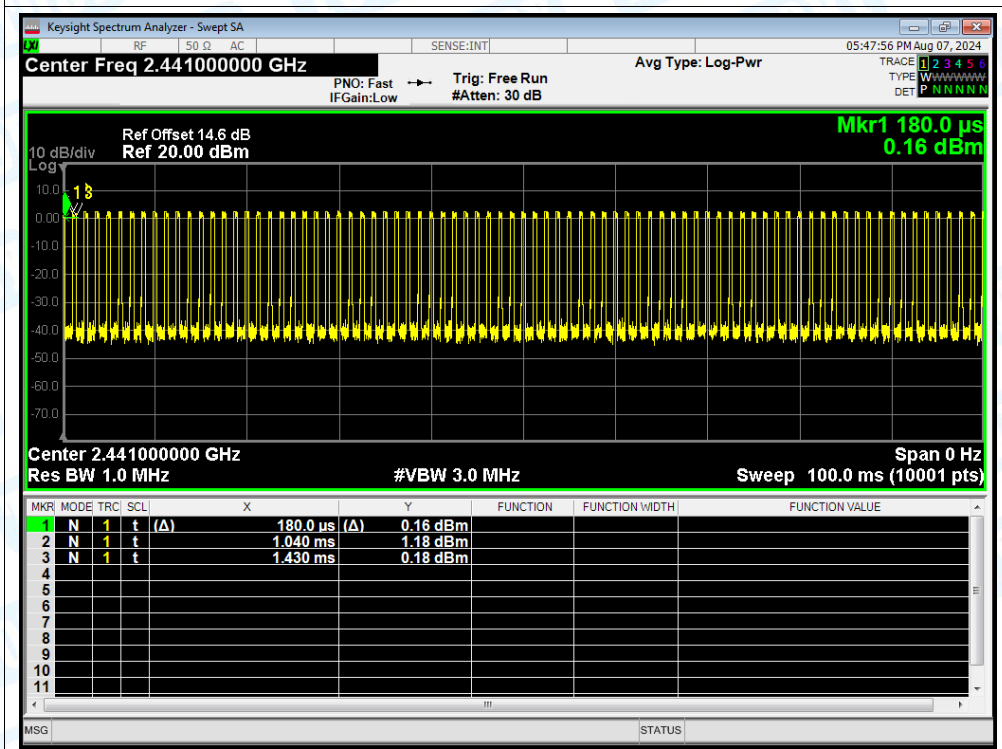 Keysight Spectrum Analyzer - Swept SA
LXI RF 50 Ω AC SENSE:INT 05:47:56 PM Aug 07, 2024
Center Freq 2.441000000 GHz Avg Type: Log-Pwr TRACE 1 2 3 4 5 6
PNO: Fast Trig: Free Run TYPE WWWWWW
IFGain:Low #Atten: 30 dB DET P N N N N N
Mkr1 180.0 µs
Ref Offset 14.6 dB
10 dB/div Ref 20.00 dBm 0.16 dBm
Log
10.0
1 3
0.00
-10.0
-20.0
-30.0
-40.0
-50.0
-60.0
-70.0
Center 2.441000000 GHz Span 0 Hz
Res BW 1.0 MHz #VBW 3.0 MHz Sweep 100.0 ms (10001 pts)
MKR MODE TRC SCL X Y FUNCTION FUNCTION WIDTH FUNCTION VALUE
1 N 1 t (Δ) 180.0 µs (Δ) 0.16 dBm
2 N 1 t 1.040 ms 1.18 dBm
3 N 1 t 1.430 ms 0.18 dBm
4
5
6
7
8
9
10
11
MSG STATUS